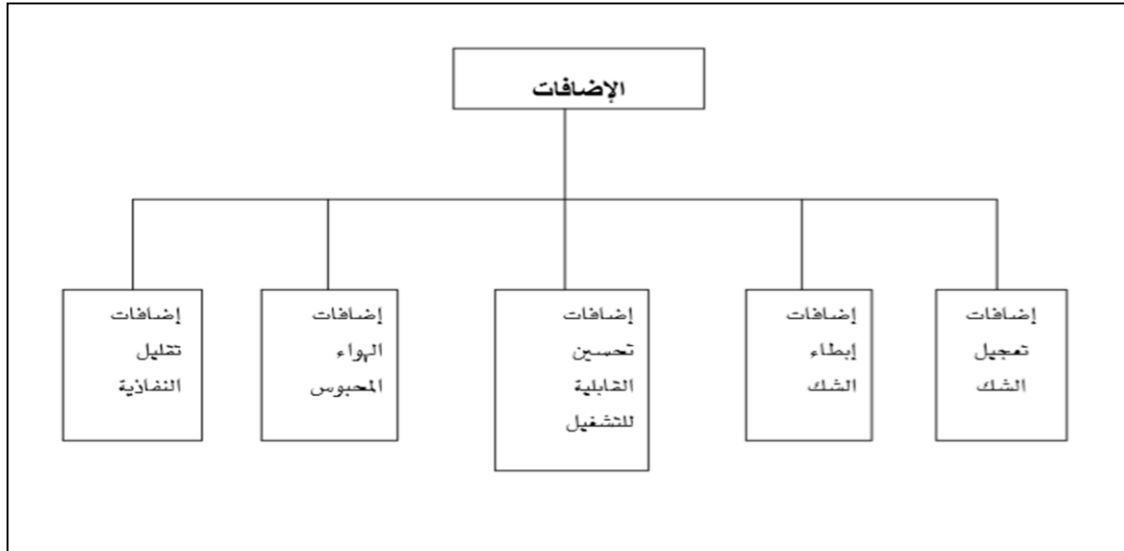 الإضافات
إضافات
تعجيل
الشك
إضافات
إبطاء
الشك
إضافات
تحسين
القابلية
للتشغيل
إضافات
الهواء
المحبوس
إضافات
تقليل
النفاذية